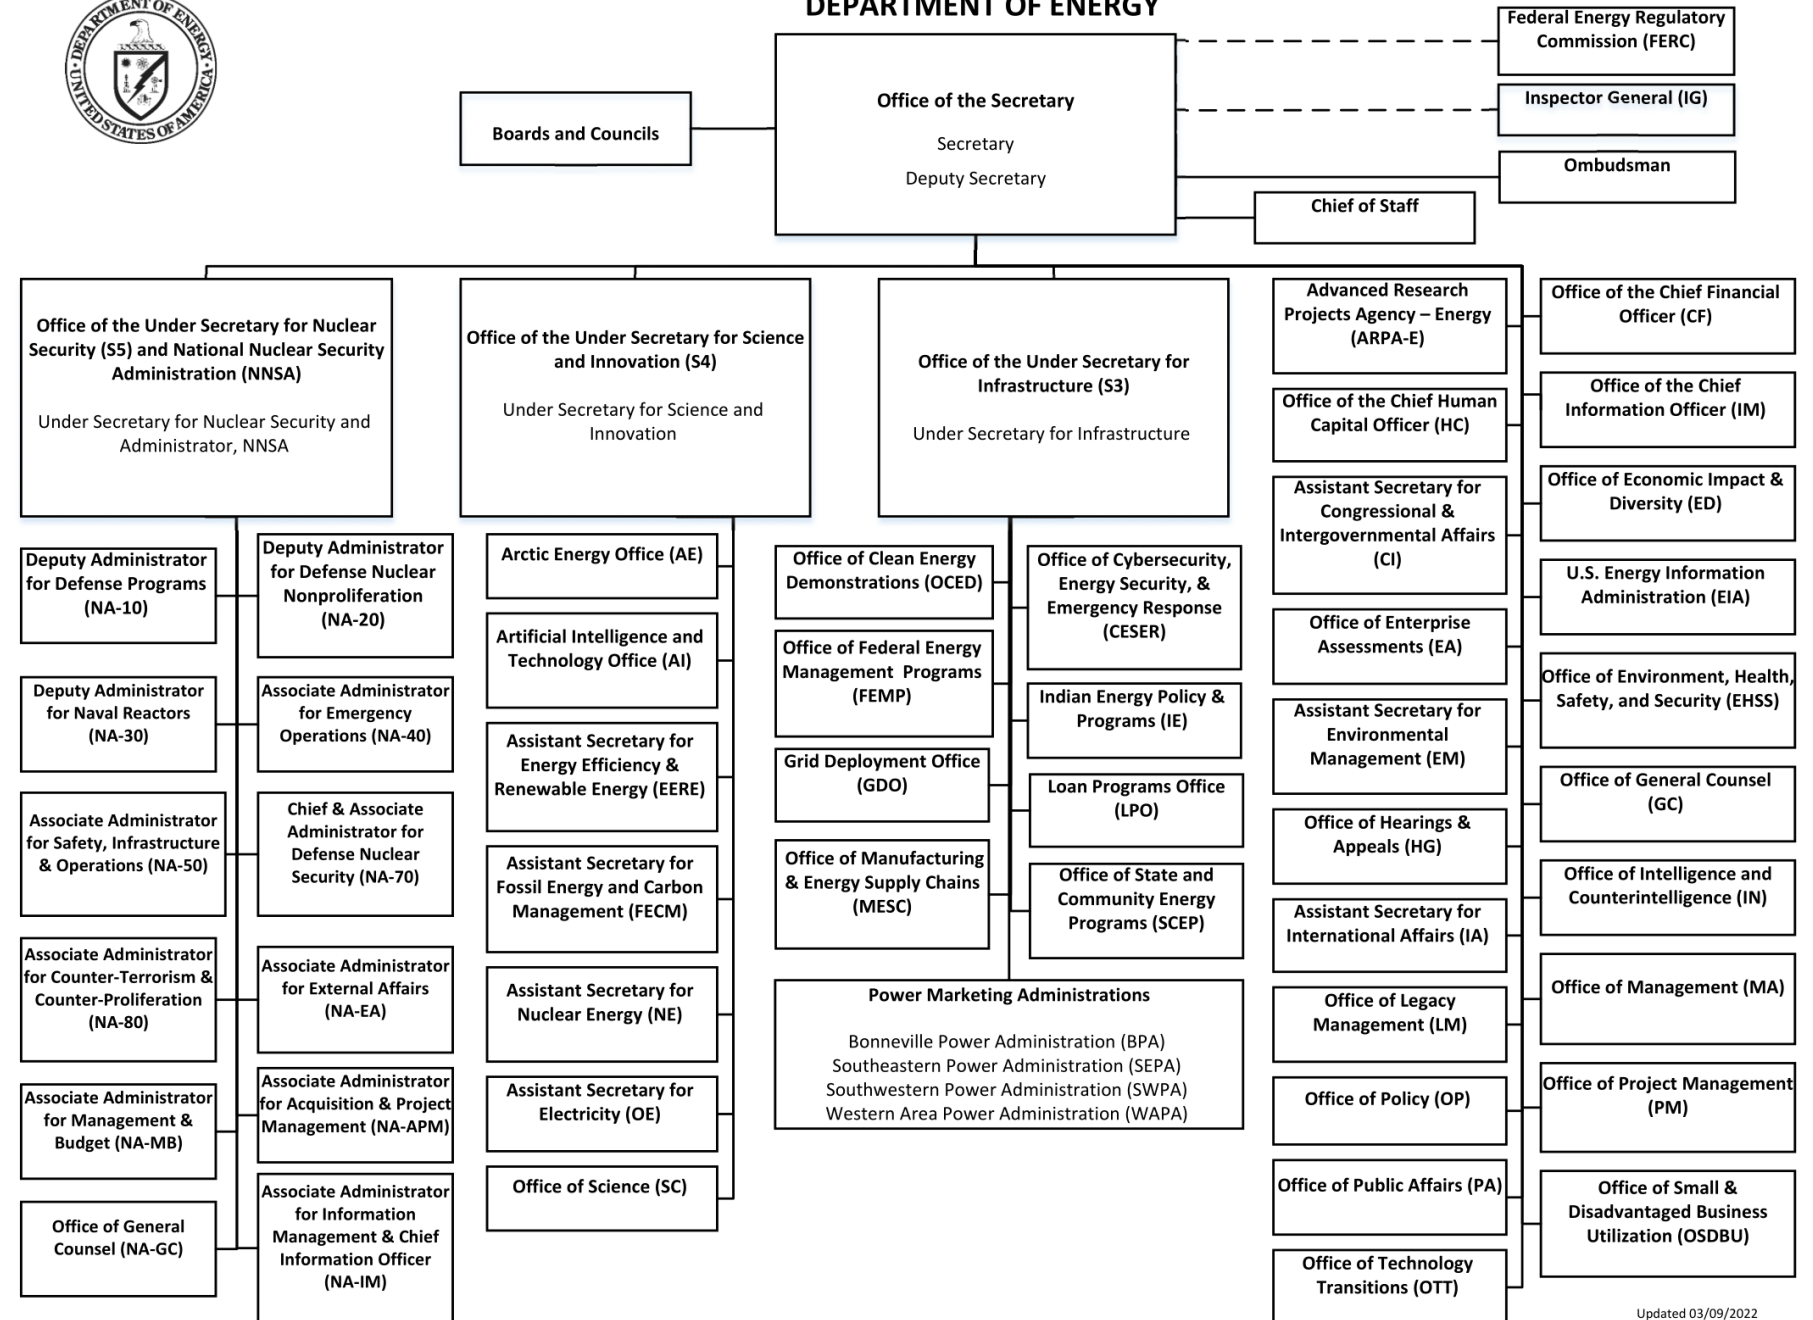 DEPARTMENT OF ENERGY
· DEPARTMENT OF ENERGY ·
UNITED STATES OF AMERICA
Boards and Councils
Office of the Secretary
Secretary
Deputy Secretary
Federal Energy Regulatory
Commission (FERC)
Inspector General (IG)
Ombudsman
Chief of Staff
Office of the Under Secretary for Nuclear
Security (S5) and National Nuclear Security
Administration (NNSA)
Under Secretary for Nuclear Security and
Administrator, NNSA
Deputy Administrator
for Defense Programs
(NA-10)
Deputy Administrator
for Defense Nuclear
Nonproliferation
(NA-20)
Deputy Administrator
for Naval Reactors
(NA-30)
Associate Administrator
for Emergency
Operations (NA-40)
Associate Administrator
for Safety, Infrastructure
& Operations (NA-50)
Chief & Associate
Administrator for
Defense Nuclear
Security (NA-70)
Associate Administrator
for Counter-Terrorism &
Counter-Proliferation
(NA-80)
Associate Administrator
for External Affairs
(NA-EA)
Associate Administrator
for Management &
Budget (NA-MB)
Associate Administrator
for Acquisition & Project
Management (NA-APM)
Office of General
Counsel (NA-GC)
Associate Administrator
for Information
Management & Chief
Information Officer
(NA-IM)
Office of the Under Secretary for Science
and Innovation (S4)
Under Secretary for Science and
Innovation
Arctic Energy Office (AE)
Artificial Intelligence and
Technology Office (AI)
Assistant Secretary for
Energy Efficiency &
Renewable Energy (EERE)
Assistant Secretary for
Fossil Energy and Carbon
Management (FECM)
Assistant Secretary for
Nuclear Energy (NE)
Assistant Secretary for
Electricity (OE)
Office of Science (SC)
Office of the Under Secretary for
Infrastructure (S3)
Under Secretary for Infrastructure
Office of Clean Energy
Demonstrations (OCED)
Office of Cybersecurity,
Energy Security, &
Emergency Response
(CESER)
Office of Federal Energy
Management Programs
(FEMP)
Indian Energy Policy &
Programs (IE)
Grid Deployment Office
(GDO)
Loan Programs Office
(LPO)
Office of Manufacturing
& Energy Supply Chains
(MESC)
Office of State and
Community Energy
Programs (SCEP)
Power Marketing Administrations
Bonneville Power Administration (BPA)
Southeastern Power Administration (SEPA)
Southwestern Power Administration (SWPA)
Western Area Power Administration (WAPA)
Advanced Research
Projects Agency – Energy
(ARPA-E)
Office of the Chief Human
Capital Officer (HC)
Assistant Secretary for
Congressional &
Intergovernmental Affairs
(CI)
Office of Enterprise
Assessments (EA)
Assistant Secretary for
Environmental
Management (EM)
Office of Hearings &
Appeals (HG)
Assistant Secretary for
International Affairs (IA)
Office of Legacy
Management (LM)
Office of Policy (OP)
Office of Public Affairs (PA)
Office of Technology
Transitions (OTT)
Office of the Chief Financial
Officer (CF)
Office of the Chief
Information Officer (IM)
Office of Economic Impact &
Diversity (ED)
U.S. Energy Information
Administration (EIA)
Office of Environment, Health,
Safety, and Security (EHSS)
Office of General Counsel
(GC)
Office of Intelligence and
Counterintelligence (IN)
Office of Management (MA)
Office of Project Management
(PM)
Office of Small &
Disadvantaged Business
Utilization (OSDBU)
Updated 03/09/2022